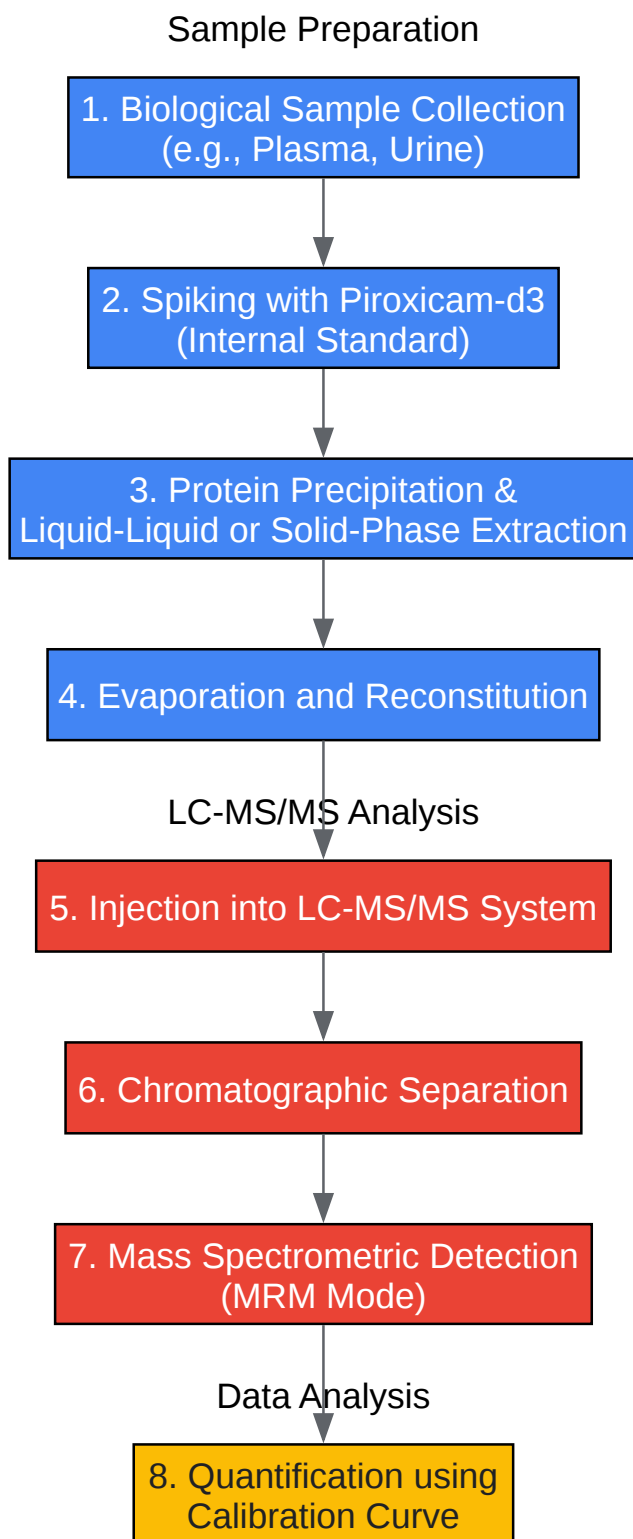 Sample Preparation
1. Biological Sample Collection
(e.g., Plasma, Urine)
2. Spiking with Piroxicam-d3
(Internal Standard)
3. Protein Precipitation &
Liquid-Liquid or Solid-Phase Extraction
4. Evaporation and Reconstitution
LC-MS/MS Analysis
5. Injection into LC-MS/MS System
6. Chromatographic Separation
7. Mass Spectrometric Detection
(MRM Mode)
Data Analysis
8. Quantification using
Calibration Curve